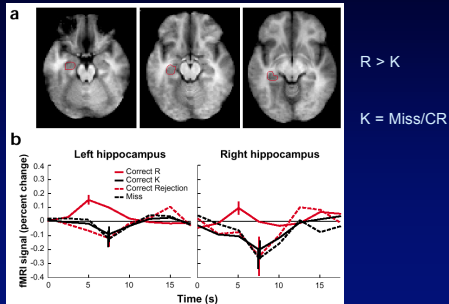 a
R > K
K = Miss/CR
b
Left hippocampus
Right hippocampus
Correct R
Correct K
Correct Rejection
Miss
fMRI signal (percent change)
0.4
0.3
0.2
0.1
0
-0.1
-0.2
-0.3
-0.4
0
5
10
15
0
5
10
15
Time (s)